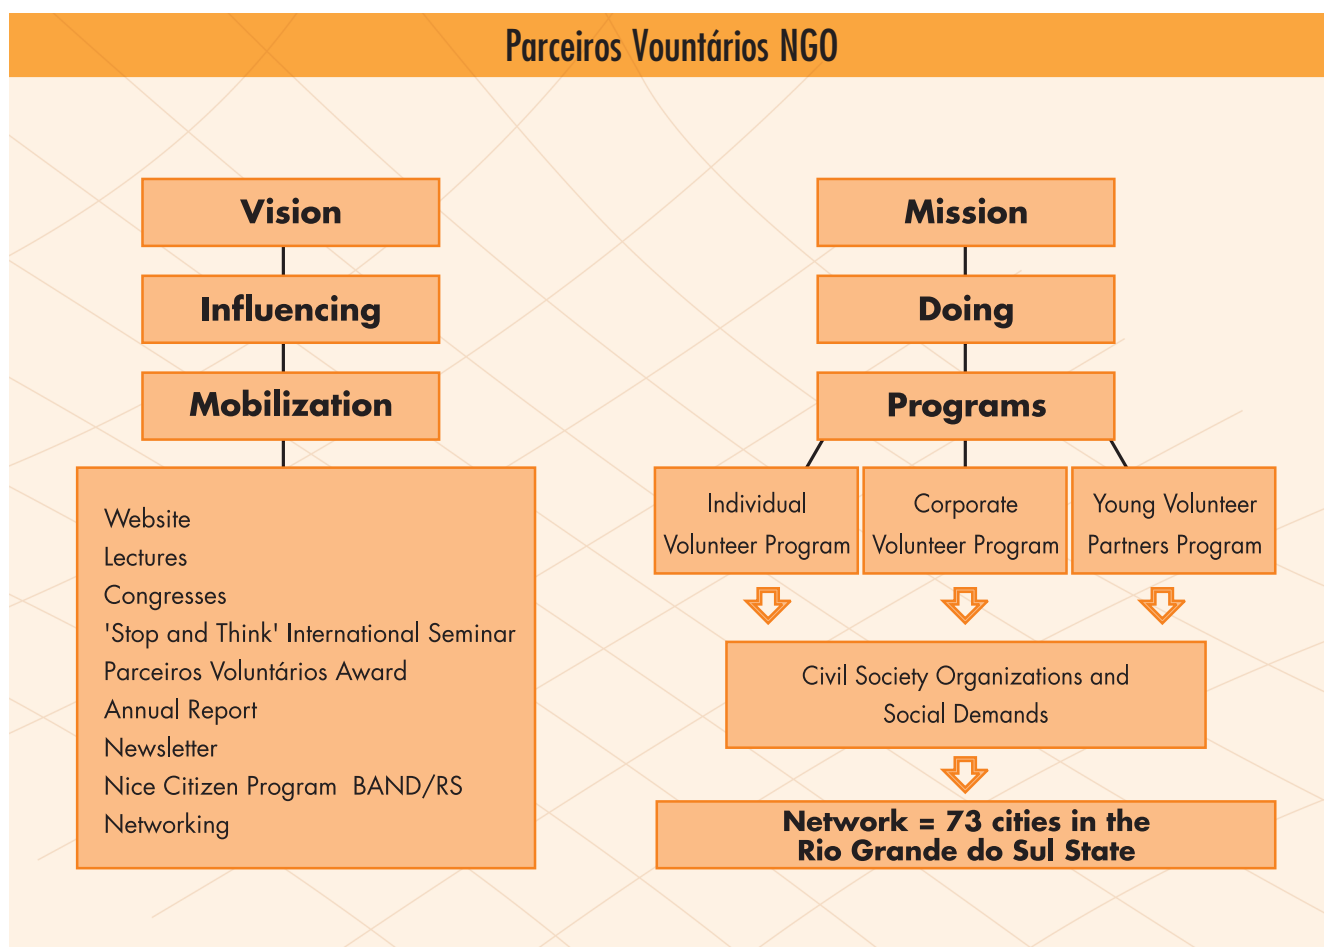 Parceiros Vountários NGO
Vision
Influencing
Mobilization
Website
Lectures
Congresses
'Stop and Think' International Seminar
Parceiros Voluntários Award
Annual Report
Newsletter
Nice Citizen Program  BAND/RS
Networking
Mission
Doing
Programs
Individual
Volunteer Program
Corporate
Volunteer Program
Young Volunteer
Partners Program
Civil Society Organizations and
Social Demands
Network = 73 cities in the
Rio Grande do Sul State